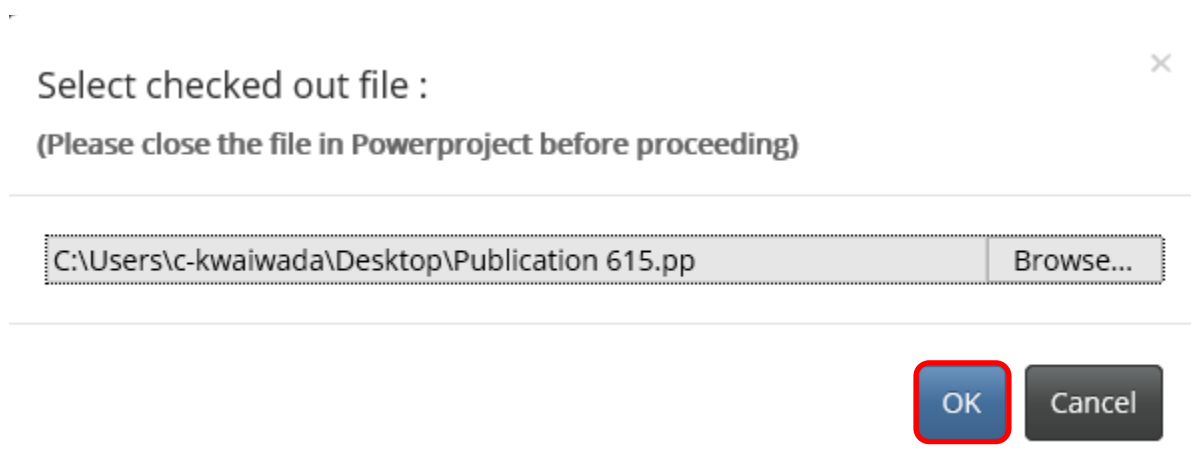 Select checked out file :
(Please close the file in Powerproject before proceeding)
C:\Users\c-kwaiwada\Desktop\Publication 615.pp
Browse...
OK
Cancel